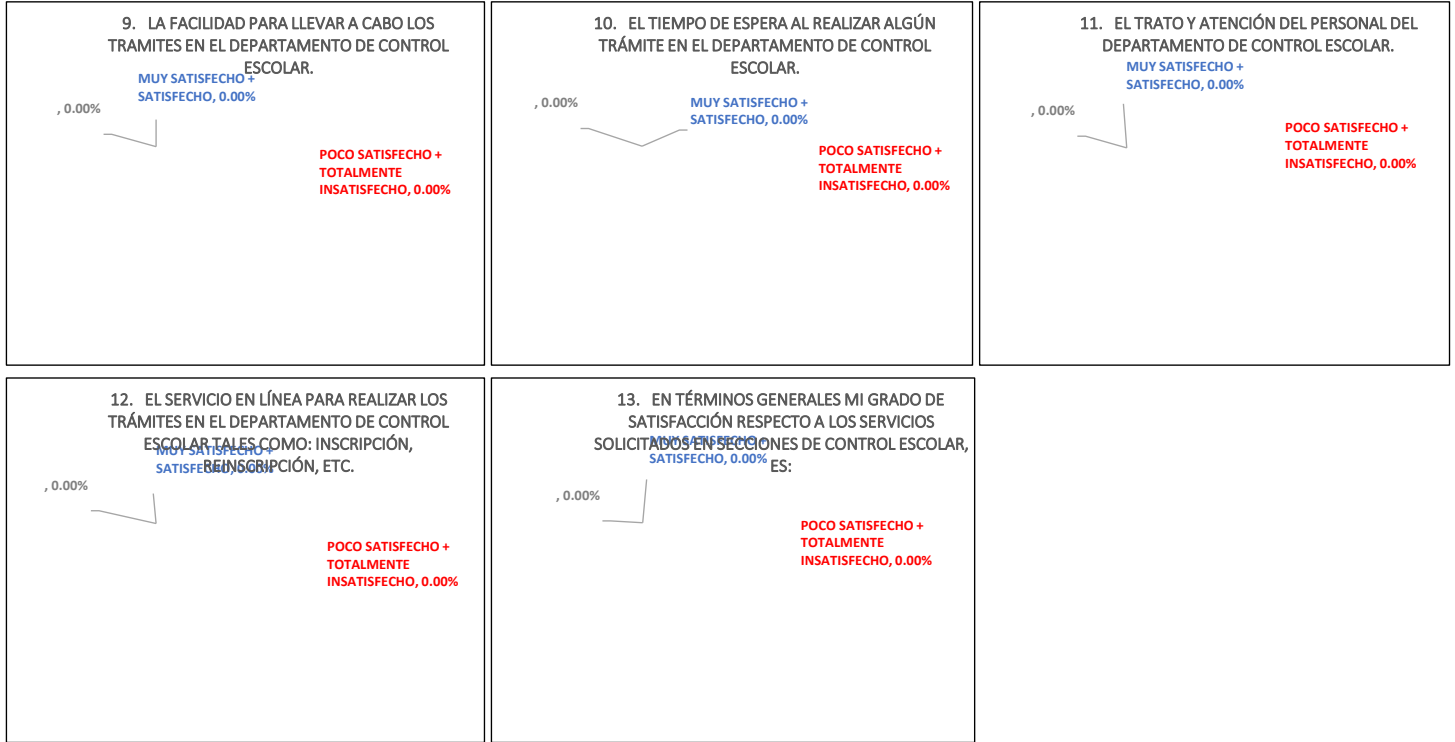 9. LA FACILIDAD PARA LLEVAR A CABO LOS
TRAMITES EN EL DEPARTAMENTO DE CONTROL
ESCOLAR.
MUY SATISFECHO +
SATISFECHO, 0.00%
, 0.00%
POCO SATISFECHO +
TOTALMENTE
INSATISFECHO, 0.00%
10. EL TIEMPO DE ESPERA AL REALIZAR ALGÚN
TRÁMITE EN EL DEPARTAMENTO DE CONTROL
ESCOLAR.
, 0.00%
MUY SATISFECHO +
SATISFECHO, 0.00%
POCO SATISFECHO +
TOTALMENTE
INSATISFECHO, 0.00%
11. EL TRATO Y ATENCIÓN DEL PERSONAL DEL
DEPARTAMENTO DE CONTROL ESCOLAR.
MUY SATISFECHO +
SATISFECHO, 0.00%
, 0.00%
POCO SATISFECHO +
TOTALMENTE
INSATISFECHO, 0.00%
12. EL SERVICIO EN LÍNEA PARA REALIZAR LOS
TRÁMITES EN EL DEPARTAMENTO DE CONTROL
ESCOLAR TALES COMO: INSCRIPCIÓN,
REINSCRIPCIÓN, ETC.
MUY SATISFECHO +
SATISFECHO, 0.00%
, 0.00%
POCO SATISFECHO +
TOTALMENTE
INSATISFECHO, 0.00%
13. EN TÉRMINOS GENERALES MI GRADO DE
SATISFACCIÓN RESPECTO A LOS SERVICIOS
SOLICITADOS EN SECCIONES DE CONTROL ESCOLAR,
ES:
MUY SATISFECHO +
SATISFECHO, 0.00%
, 0.00%
POCO SATISFECHO +
TOTALMENTE
INSATISFECHO, 0.00%